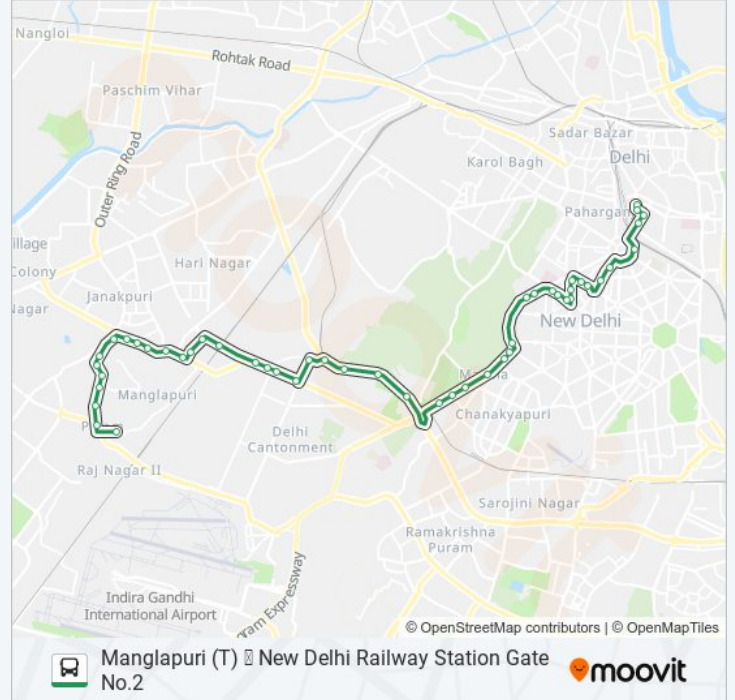 Nangloi
Rohtak Road
Paschim Vihar
Sadar Bazar
Delhi
Karol Bagh
Outer Ring Road
Pahargan
illage
Colony
Hari Nagar
Nagar
Janakpuri
New Delhi
Manglapuri
Chanakyapuri
Delhi
Cantonment
Raj Nagar II
Sarojini Nagar
Ramakrishna
Puram
Indira Gandhi
International Airport
ram Expressway
© OpenStreetMap contributors | © OpenMapTiles
Manglapuri (T) New Delhi Railway Station Gate
No.2
moovit